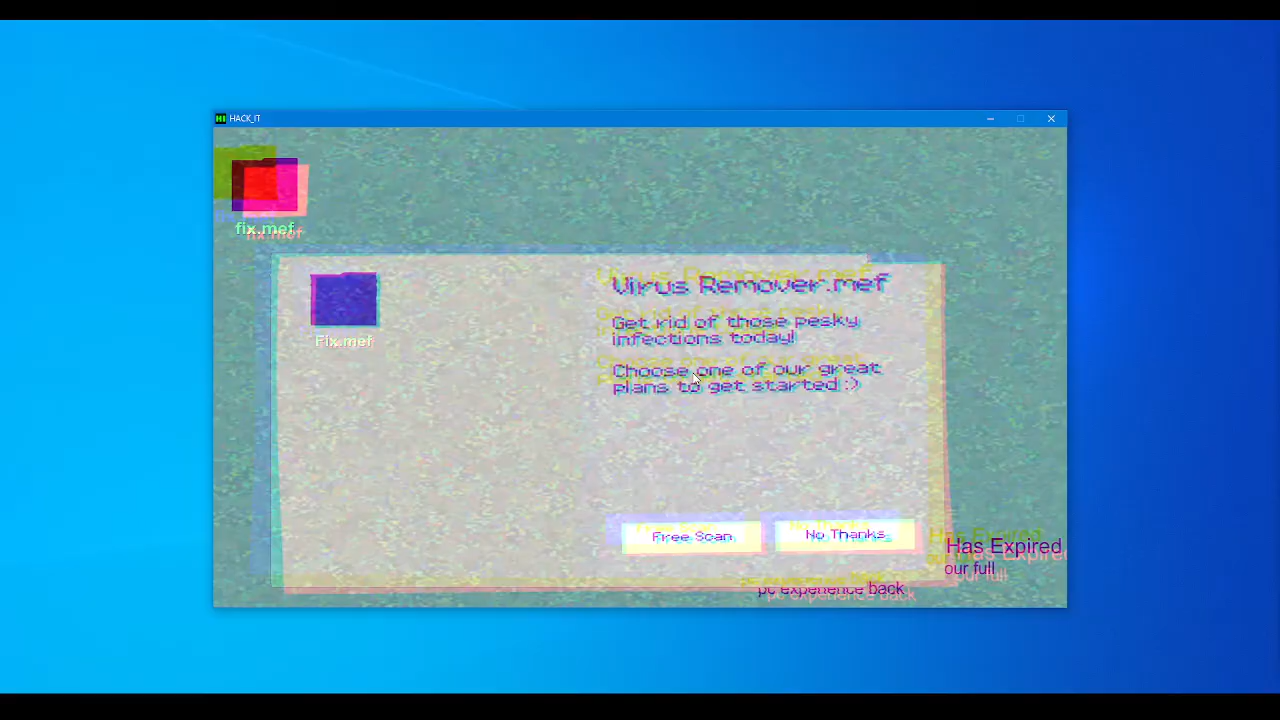 HACK_IT
fix.mef
Virus Remover.mef
Get rid of those pesky
infections today!
Fix.mef
Choose one of our great
plans to get started :)
Free Scan
No Thanks
Has Expired
our full
pc experience back